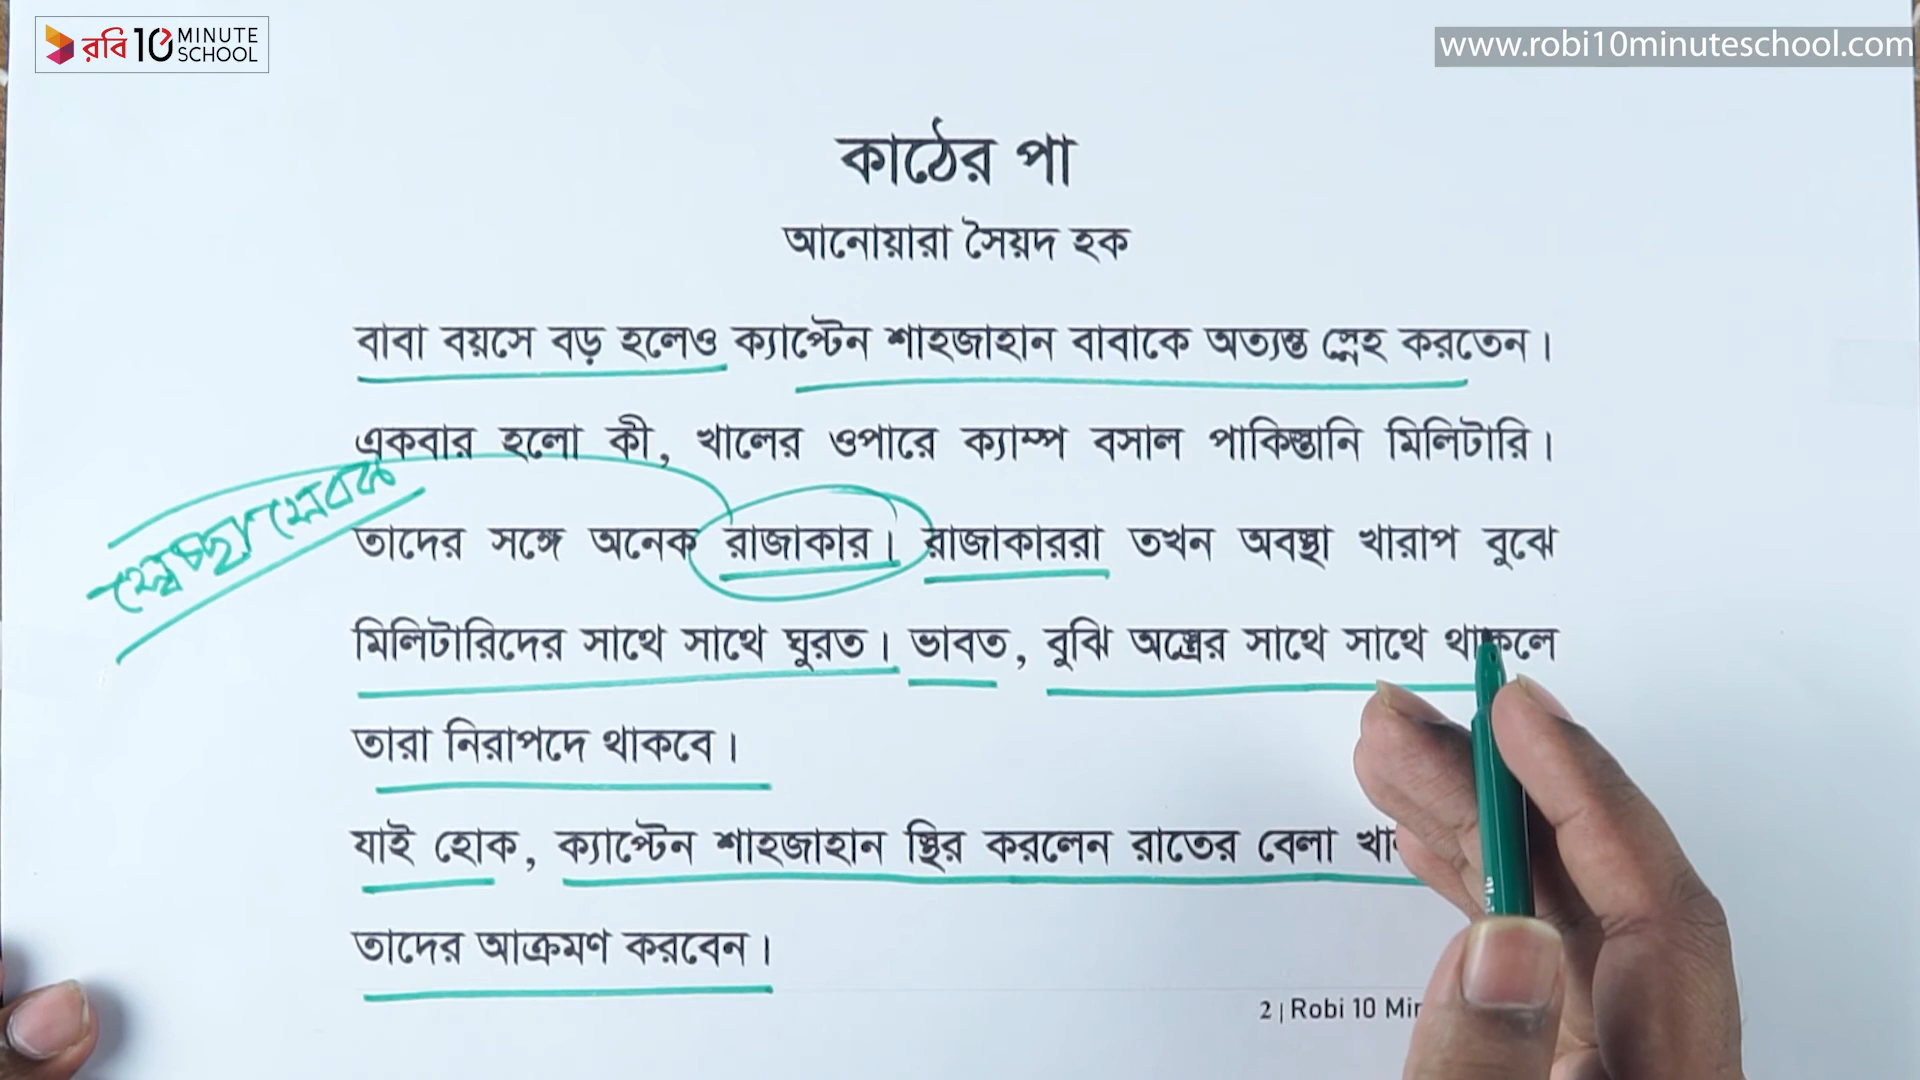 রবি 10 MINUTE SCHOOL
www.robi10minuteschool.com
কাঠের পা
আনোয়ারা সৈয়দ হক
বাবা বয়সে বড় হলেও ক্যাপ্টেন শাহজাহান বাবাকে অত্যন্ত স্নেহ করতেন।
একবার হলো কী, খালের ওপারে ক্যাম্প বসাল পাকিস্তানি মিলিটারি।
স্বেচ্ছাসেবক
তাদের সঙ্গে অনেক রাজাকার। রাজাকাররা তখন অবস্থা খারাপ বুঝে
মিলিটারিদের সাথে সাথে ঘুরত। ভাবত, বুঝি অস্ত্রের সাথে সাথে থাকলে
তারা নিরাপদে থাকবে।
যাই হোক, ক্যাপ্টেন শাহজাহান স্থির করলেন রাতের বেলা
তাদের আক্রমণ করবেন।
2 | Robi 10